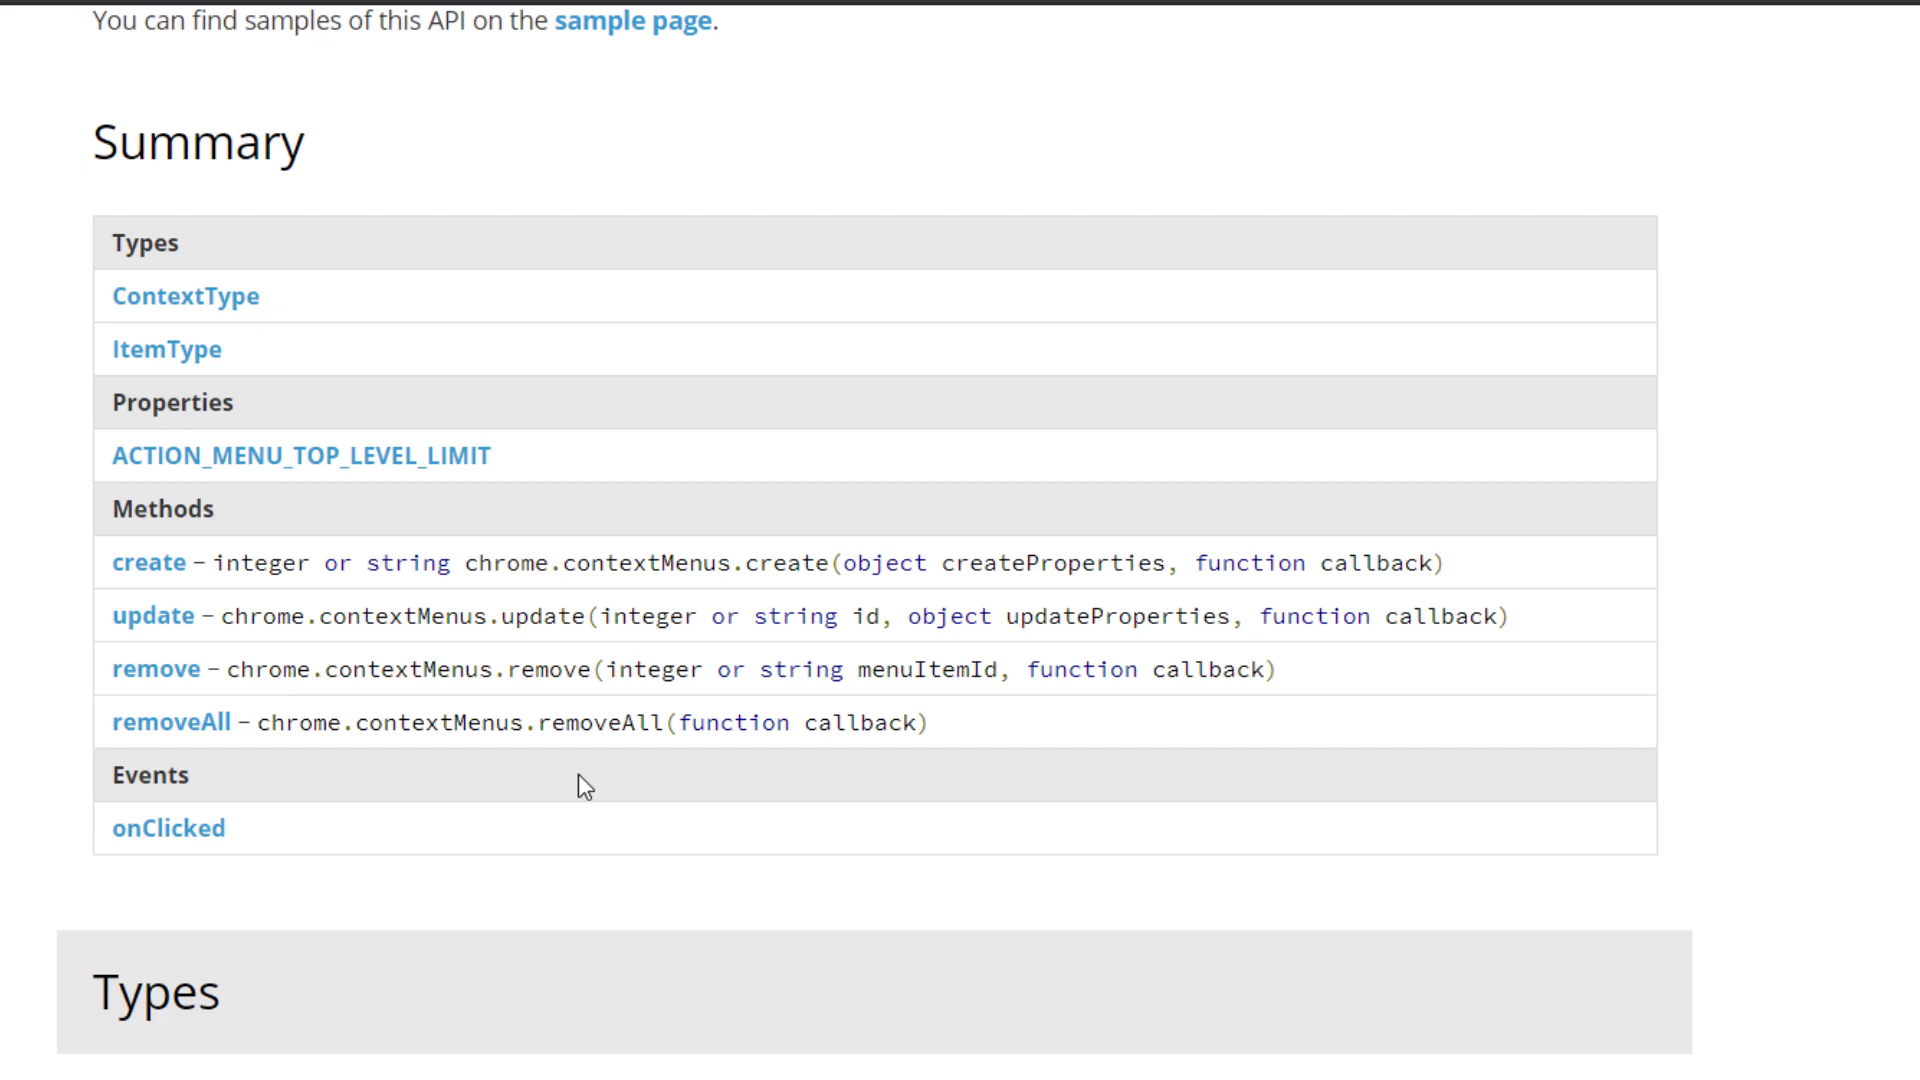 You can find samples of this API on the sample page.
Summary
Types
ContextType
ItemType
Properties
ACTION_MENU_TOP_LEVEL_LIMIT
Methods
create – integer or string chrome.contextMenus.create(object createProperties, function callback)
update – chrome.contextMenus.update(integer or string id, object updateProperties, function callback)
remove – chrome.contextMenus.remove(integer or string menuItemId, function callback)
removeAll – chrome.contextMenus.removeAll(function callback)
Events
onClicked
Types